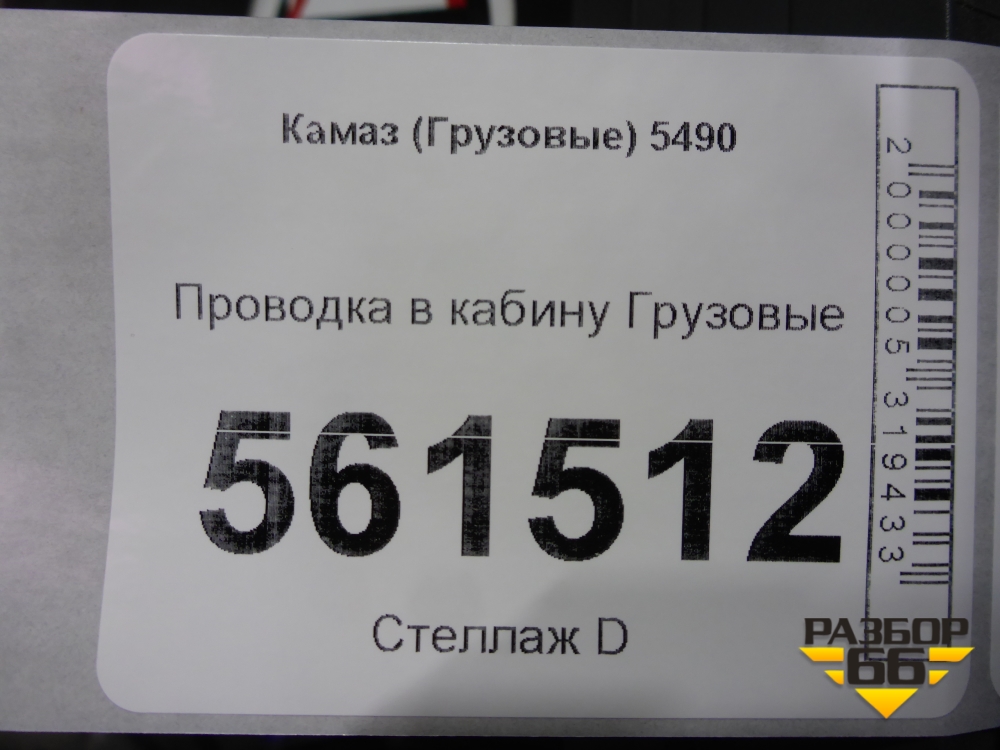 Камаз (Грузовые) 5490
Проводка в кабину Грузовые
561512
Стеллаж D
2000005319433
РАЗБОР
66